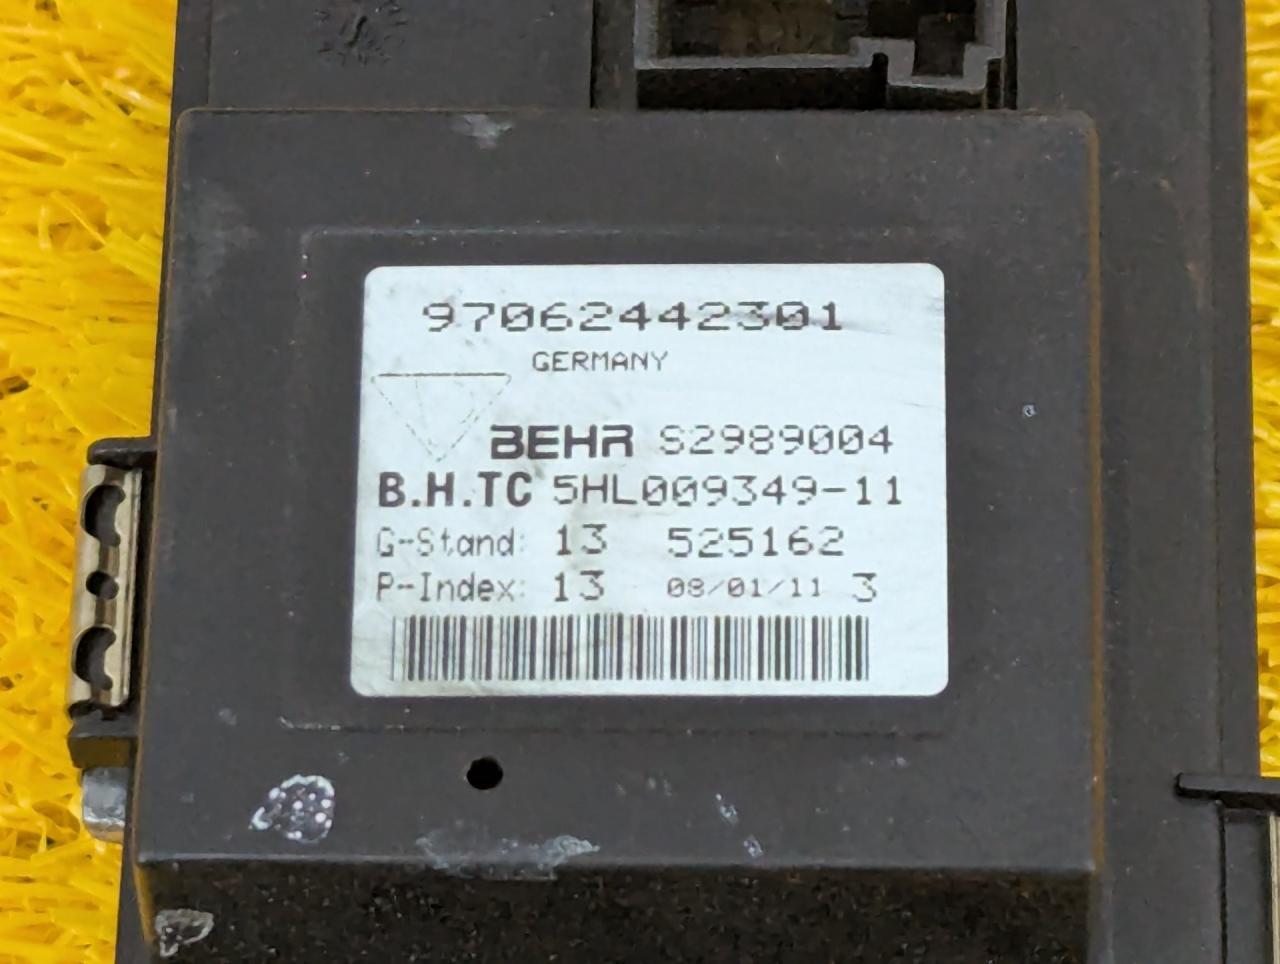 97062442301
GERMANY
BEHR S2989004
B.H.TC 5HL009349-11
G-Stand: 13 525162
P-Index: 13 08/01/11 3